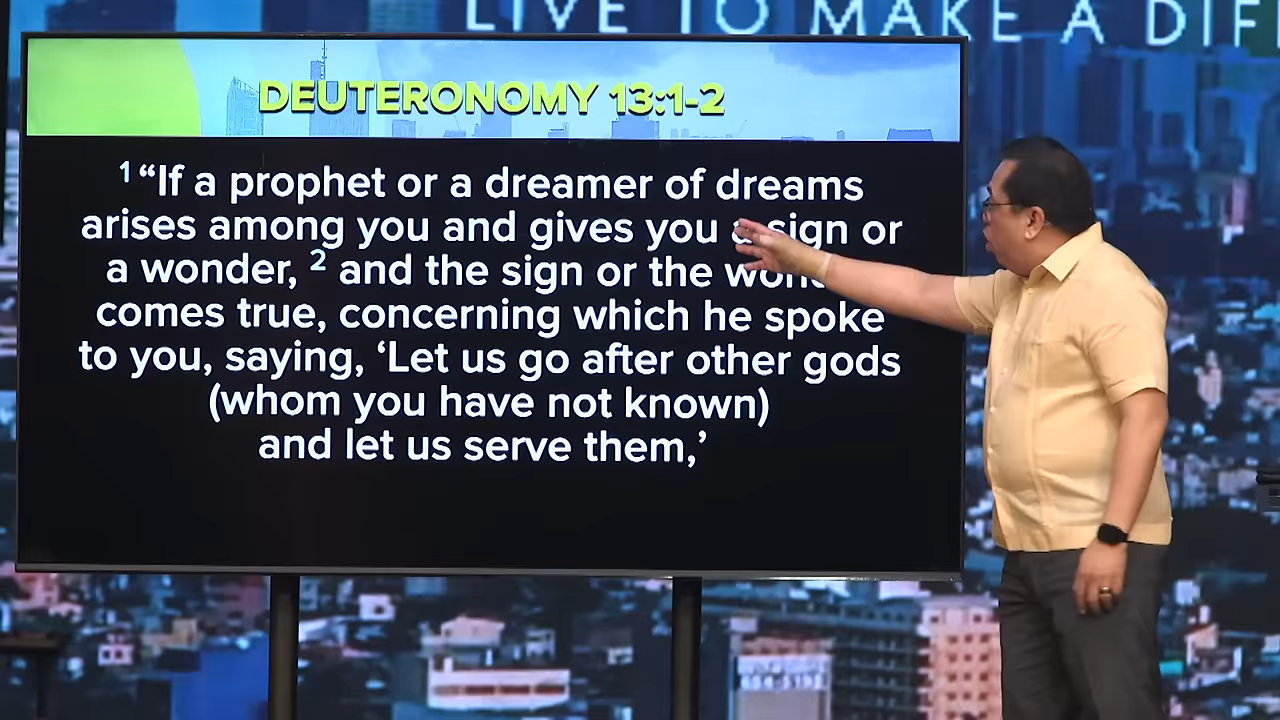 LIVE TO MAKE A DIF
DEUTERONOMY 13:1-2
1 “If a prophet or a dreamer of dreams
arises among you and gives you a sign or
a wonder, 2 and the sign or the
comes true, concerning which he spoke
to you, saying, ‘Let us go after other gods
(whom you have not known)
and let us serve them,’